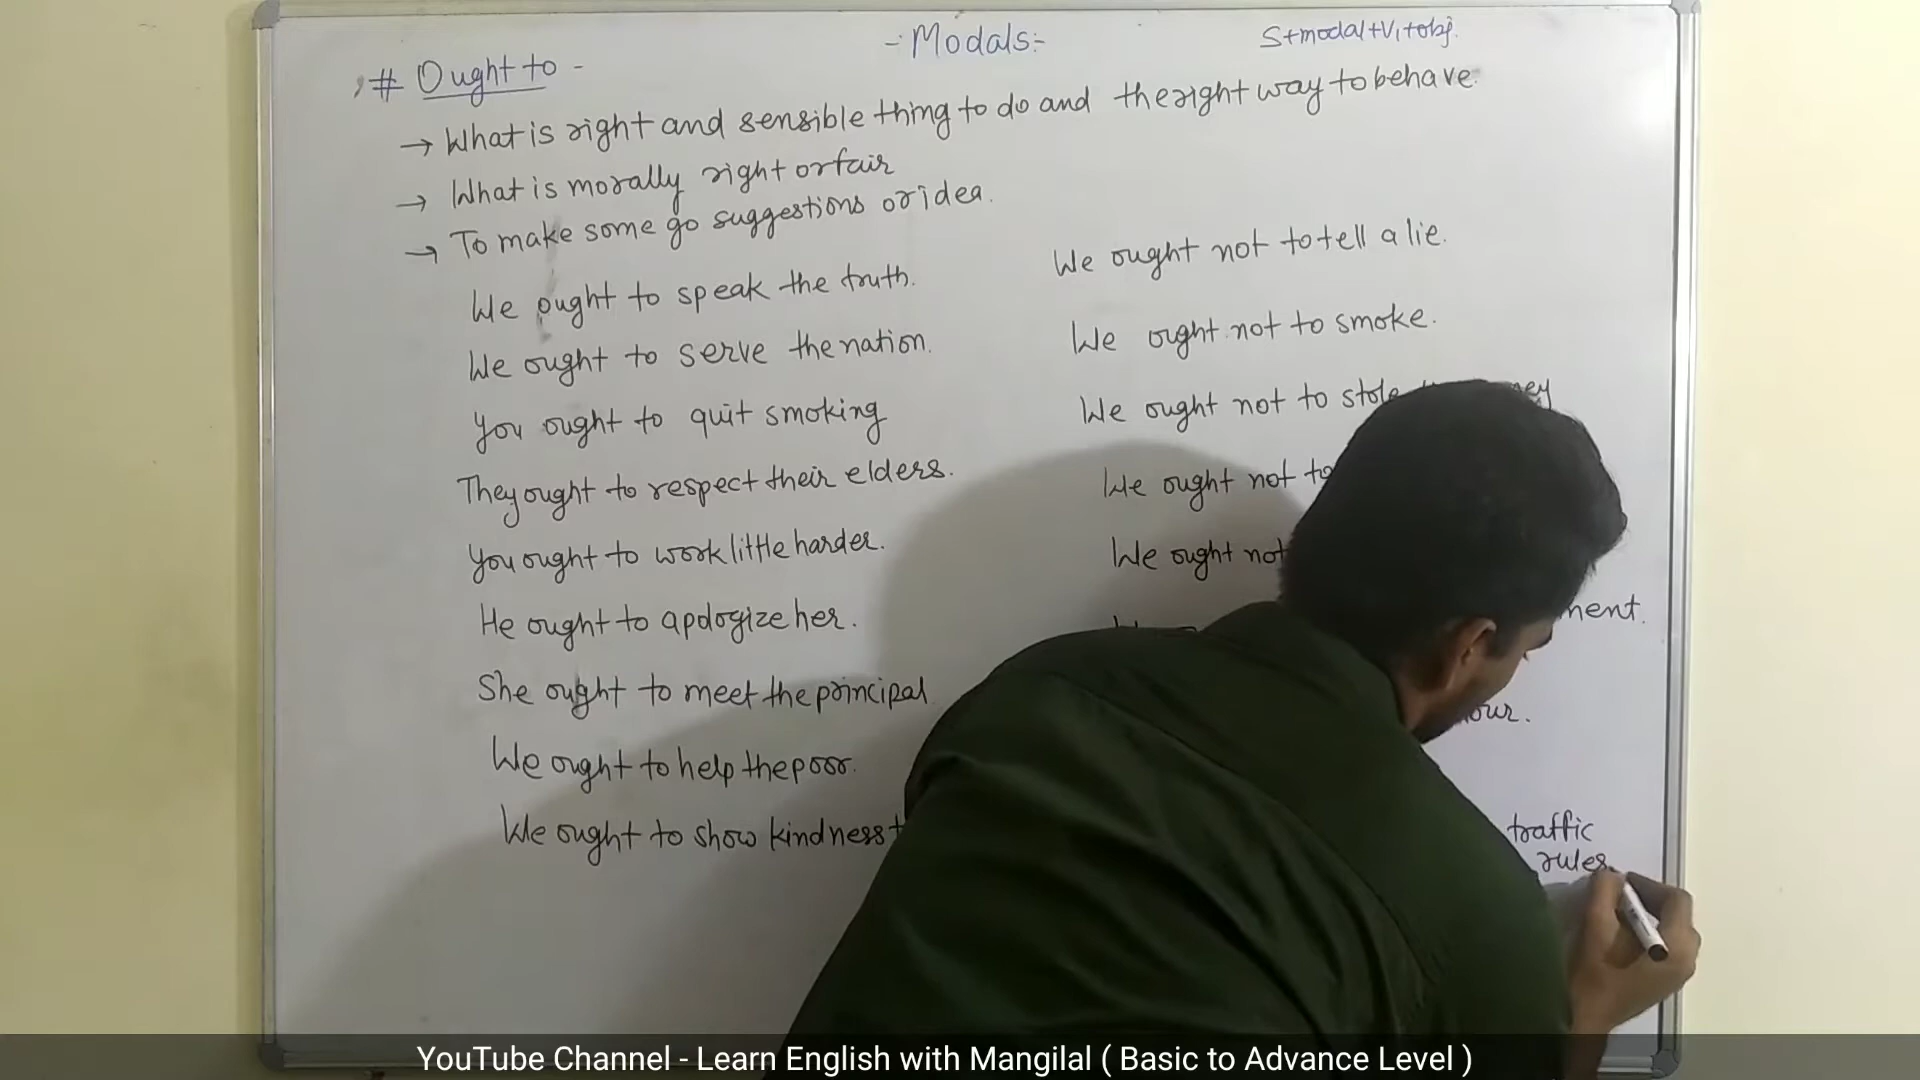 -: Modals:-
S+modal+V1+obj.
# Ought to -
→ What is right and sensible thing to do and the right way to behave.
→ What is morally right or fair
→ To make some go suggestions or idea.
We ought to speak the truth.
We ought to serve the nation.
You ought to quit smoking
They ought to respect their elders.
You ought to work little harder.
He ought to apologize her.
She ought to meet the principal
We ought to help the poor.
We ought to show kindness
We ought not to tell a lie.
We ought not to smoke.
We ought not to stole
We ought not to
We ought not
traffic
rules
YouTube Channel - Learn English with Mangilal ( Basic to Advance Level )